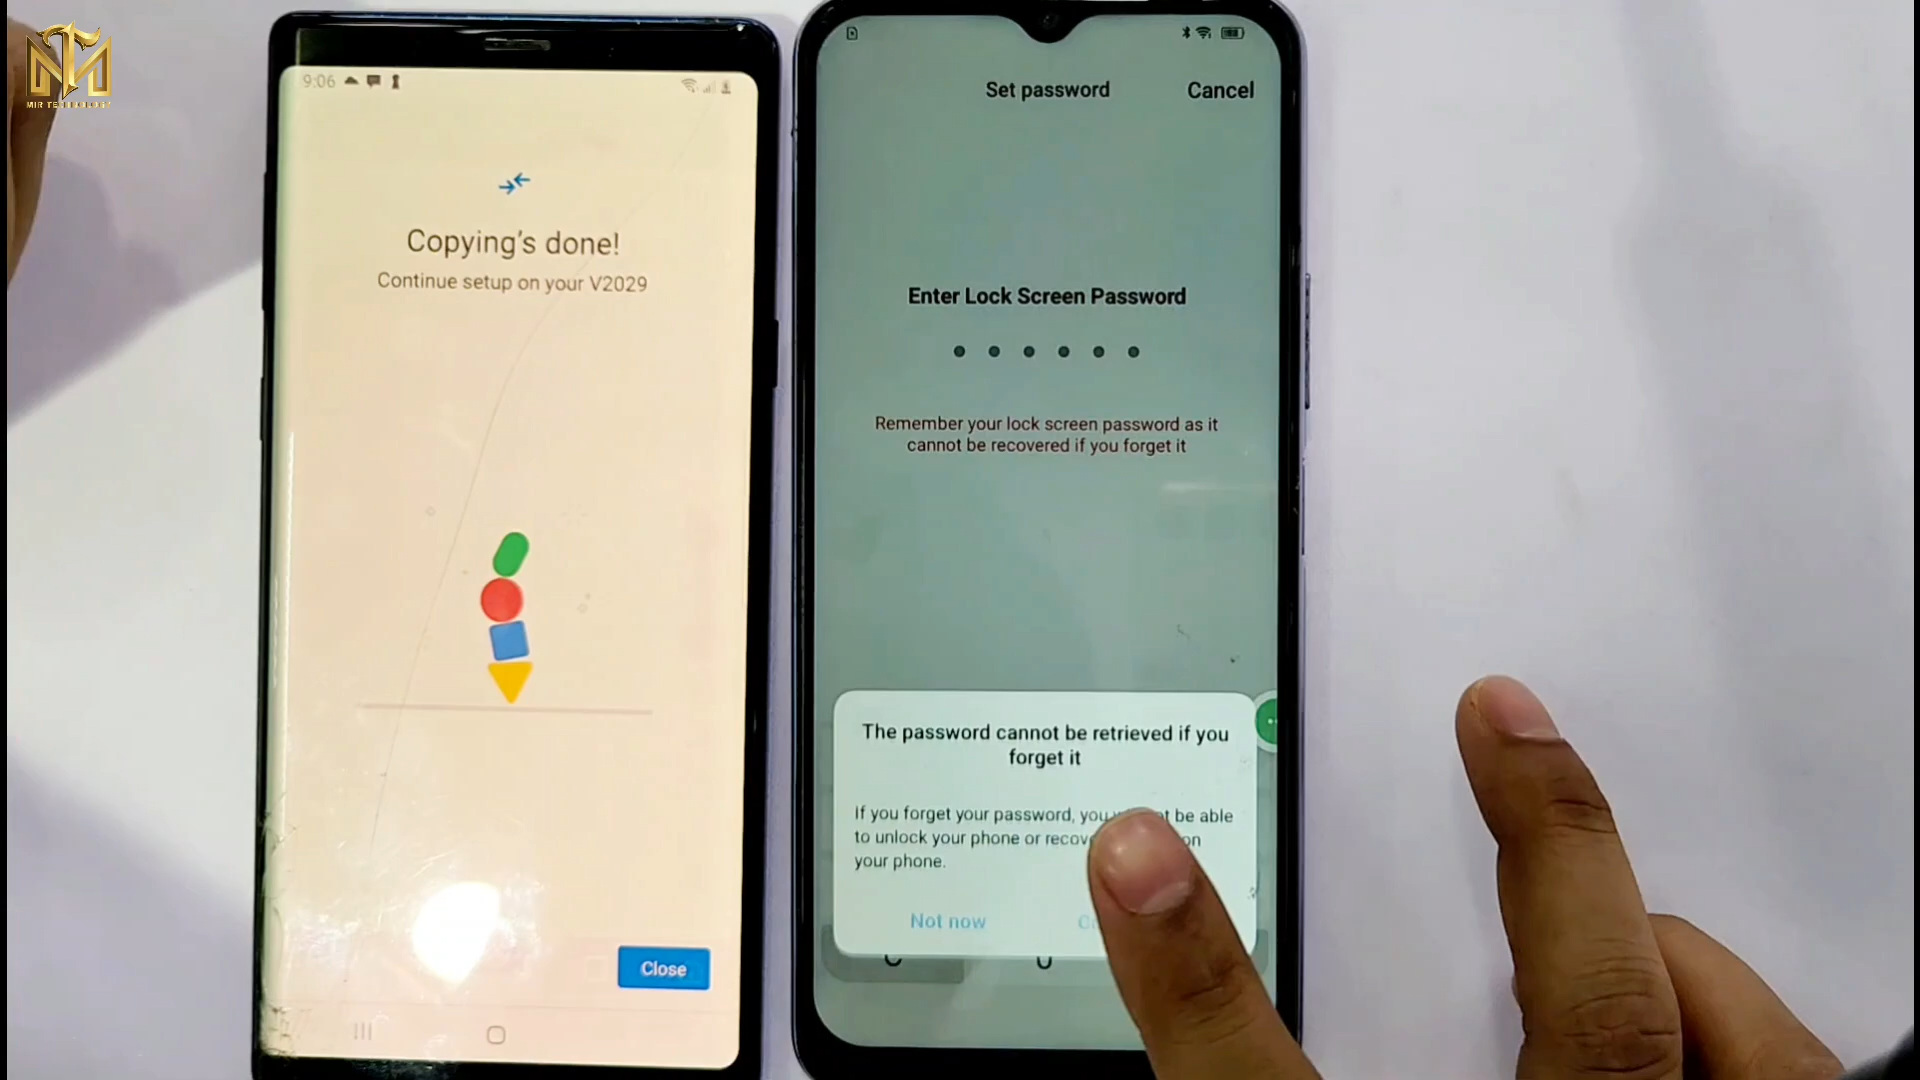 MIR TECHNOLOGY
9:06
Copying's done!
Continue setup on your V2029
Close
Set password
Cancel
Enter Lock Screen Password
Remember your lock screen password as it
cannot be recovered if you forget it
The password cannot be retrieved if you
forget it
If you forget your password, you be able
to unlock your phone or on
your phone.
Not now